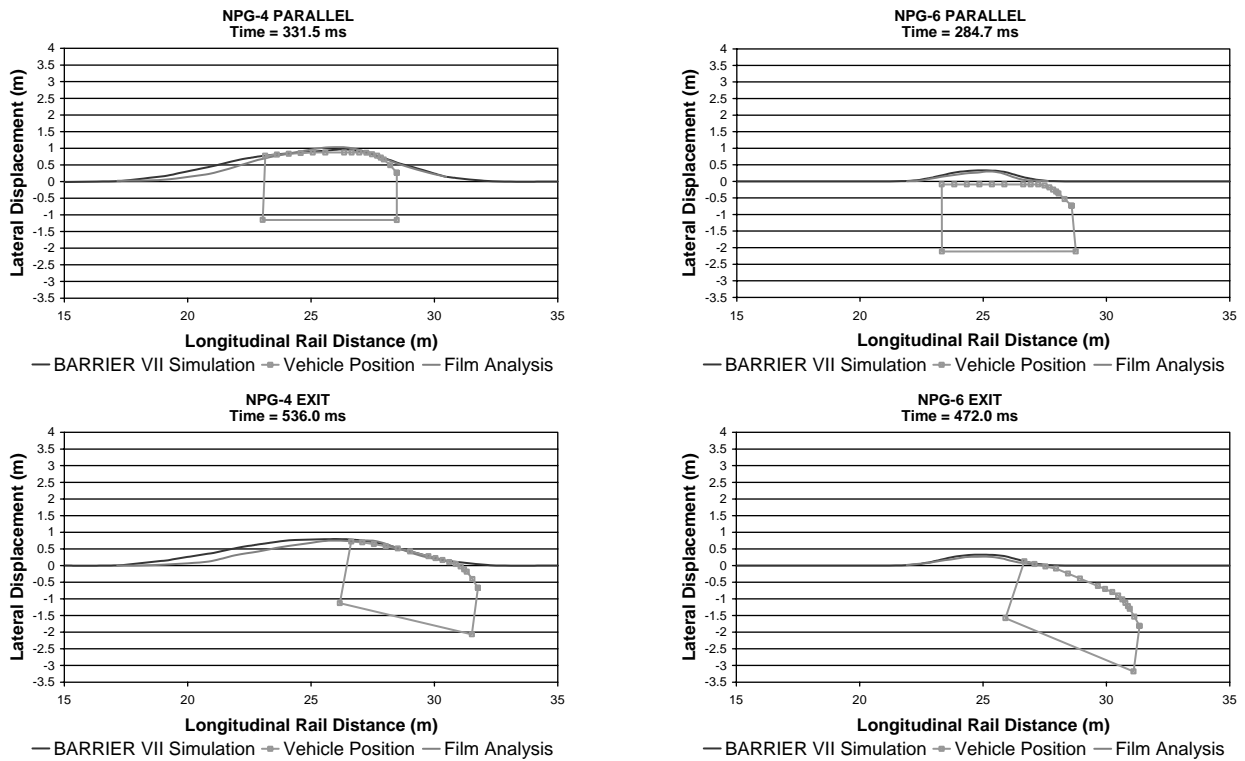 NPG-4 PARALLEL
Time = 331.5 ms
4
3.5
3
2.5
2
1.5
1
0.5
0
-0.5
-1
-1.5
-2
-2.5
-3
-3.5
15 20 25 30 35
Lateral Displacement (m)
Longitudinal Rail Distance (m)
BARRIER VII Simulation Vehicle Position Film Analysis
NPG-6 PARALLEL
Time = 284.7 ms
4
3.5
3
2.5
2
1.5
1
0.5
0
-0.5
-1
-1.5
-2
-2.5
-3
-3.5
15 20 25 30 35
Lateral Displacement (m)
Longitudinal Rail Distance (m)
BARRIER VII Simulation Vehicle Position Film Analysis
NPG-4 EXIT
Time = 536.0 ms
4
3.5
3
2.5
2
1.5
1
0.5
0
-0.5
-1
-1.5
-2
-2.5
-3
-3.5
15 20 25 30 35
Lateral Displacement (m)
Longitudinal Rail Distance (m)
BARRIER VII Simulation Vehicle Position Film Analysis
NPG-6 EXIT
Time = 472.0 ms
4
3.5
3
2.5
2
1.5
1
0.5
0
-0.5
-1
-1.5
-2
-2.5
-3
-3.5
15 20 25 30 35
Lateral Displacement (m)
Longitudinal Rail Distance (m)
BARRIER VII Simulation Vehicle Position Film Analysis